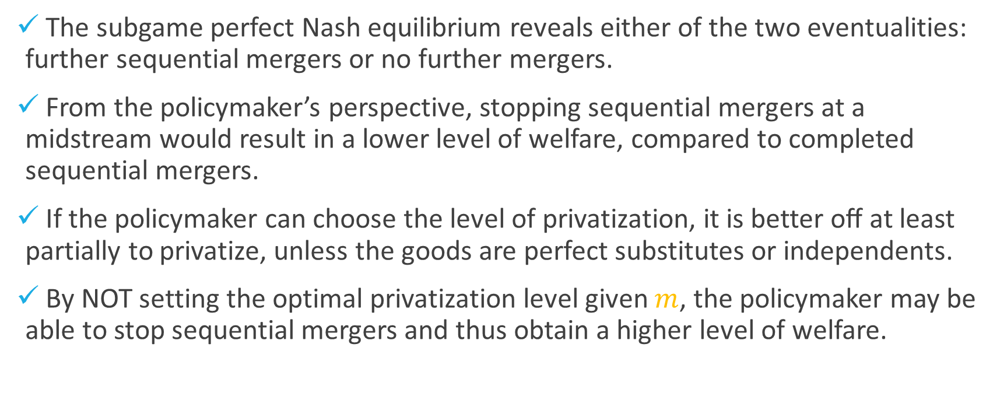 ✓ The subgame perfect Nash equilibrium reveals either of the two eventualities:
further sequential mergers or no further mergers.
✓ From the policymaker’s perspective, stopping sequential mergers at a
midstream would result in a lower level of welfare, compared to completed
sequential mergers.
✓ If the policymaker can choose the level of privatization, it is better off at least
partially to privatize, unless the goods are perfect substitutes or independents.
✓ By NOT setting the optimal privatization level given 𝑚, the policymaker may be
able to stop sequential mergers and thus obtain a higher level of welfare.